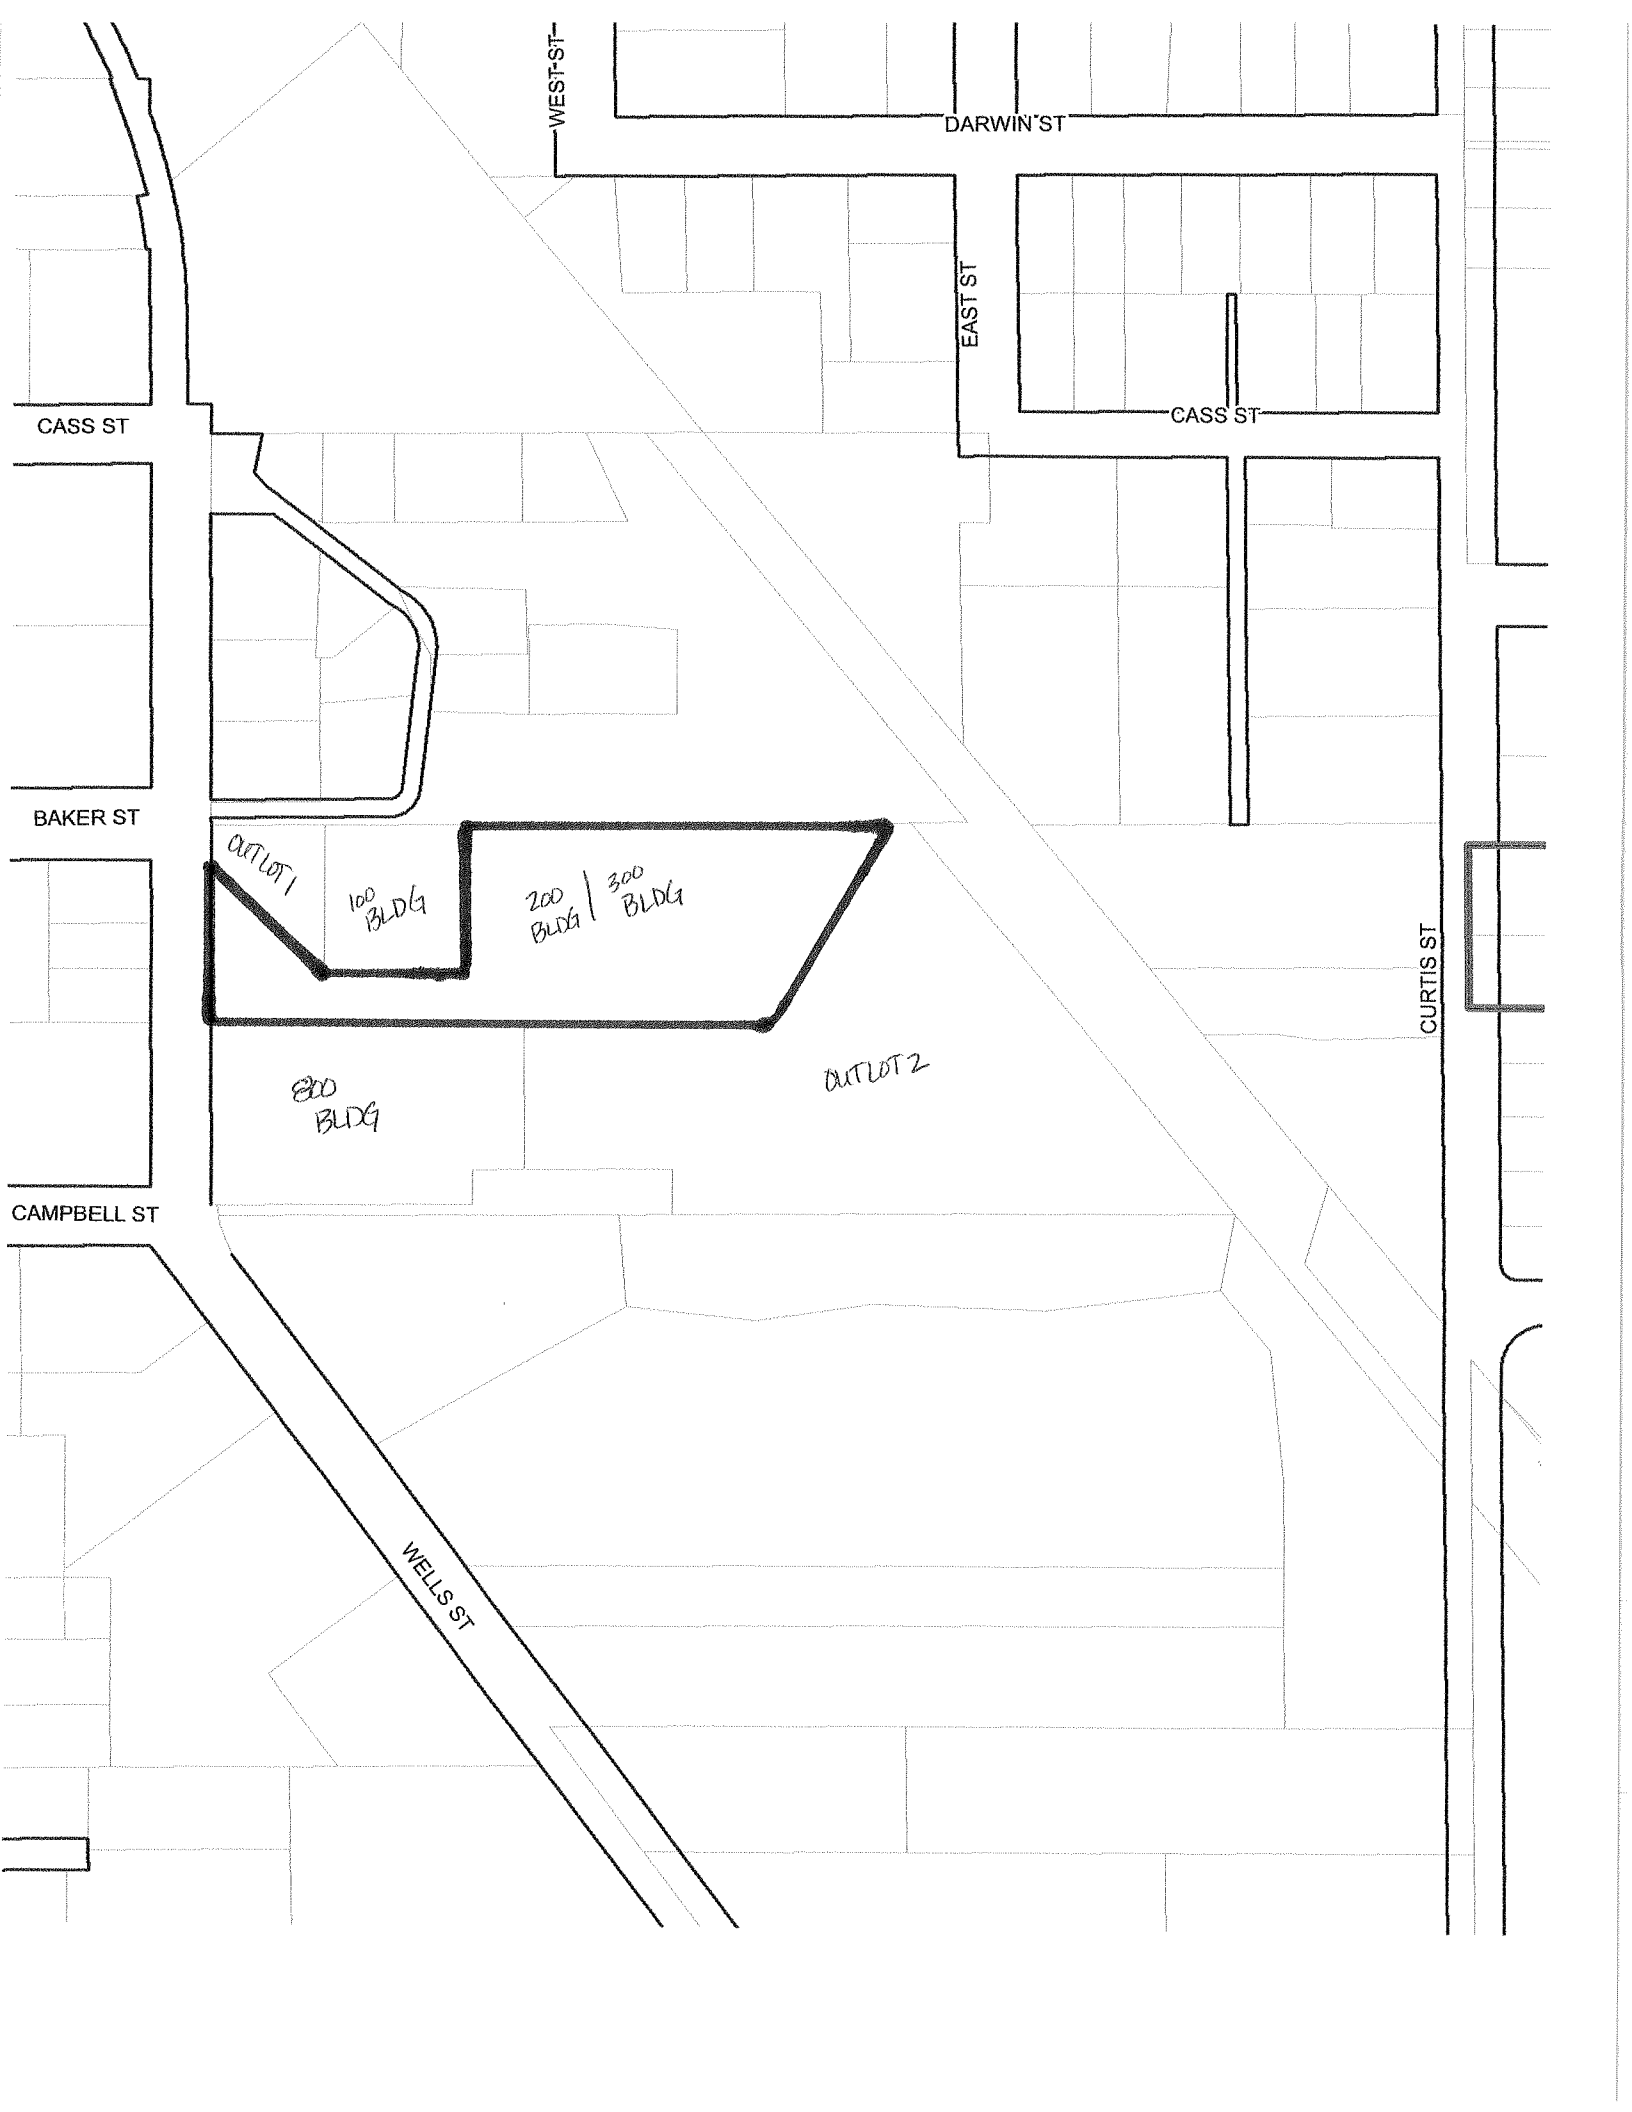 WEST ST
DARWIN ST
EAST ST
CASS ST
CASS ST
BAKER ST
OUTLOT 1
100
BLDG
200
BLDG
300
BLDG
CURTIS ST
800
BLDG
OUTLOT 2
CAMPBELL ST
WELLS ST